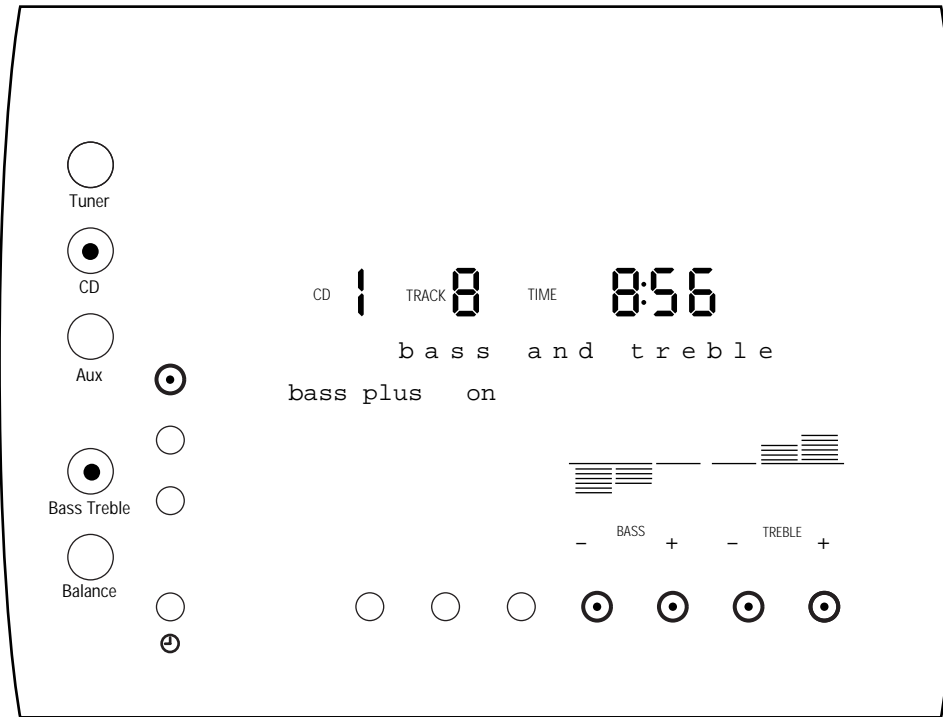 Tuner
CD
CD 1 TRACK 8 TIME 8:56
bass and treble
Aux
bass plus on
Bass Treble
BASS TREBLE
- + - +
Balance